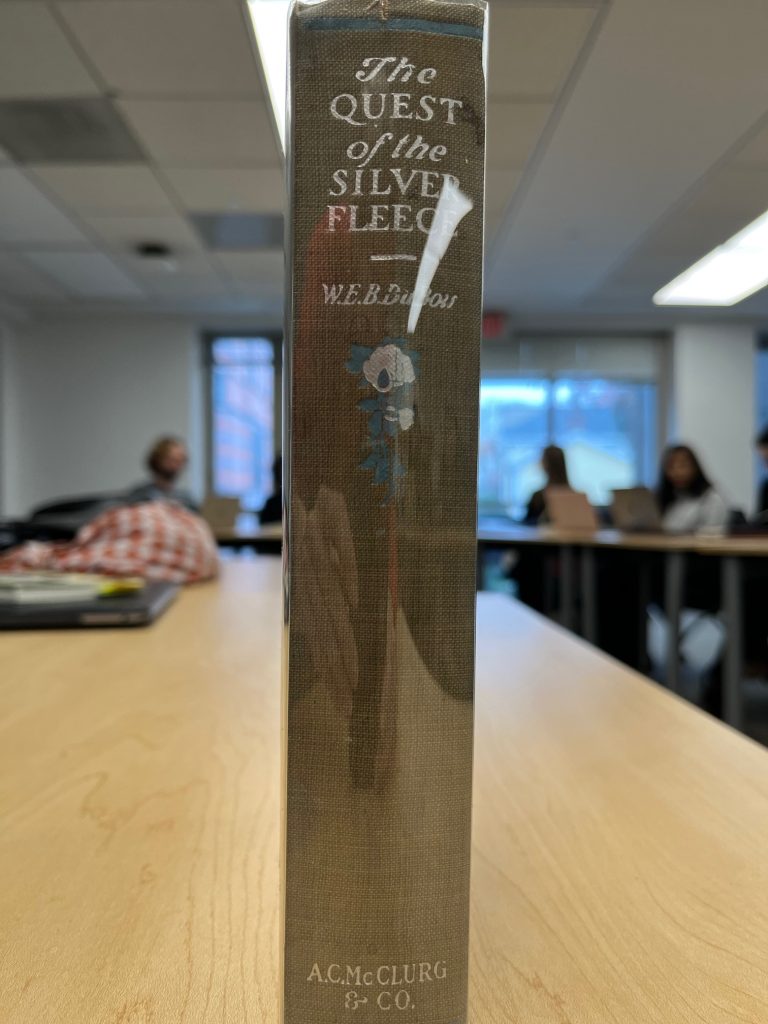 The
QUEST
of the
SILVER
FLEECE
W.E.B.DuBois
A.C.McCLURG
& CO.